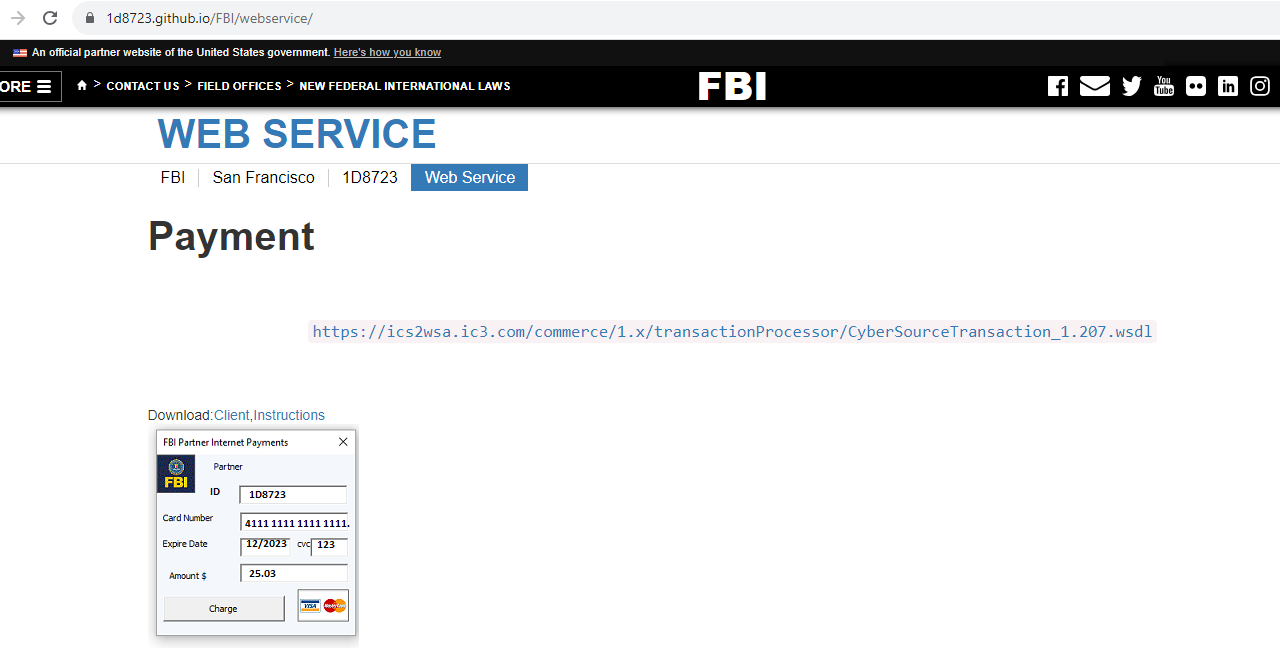 1d8723.github.io/FBI/webservice/
An official partner website of the United States government. Here's how you know
ORE > CONTACT US > FIELD OFFICES > NEW FEDERAL INTERNATIONAL LAWS FBI You Tube in
WEB SERVICE
FBI San Francisco 1D8723 Web Service
Payment
https://ics2wsa.ic3.com/commerce/1.x/transactionProcessor/CyberSourceTransaction_1.207.wsdl
Download:Client,Instructions
FBI Partner Internet Payments
Partner
FBI
ID 1D8723
Card Number 4111 1111 1111 1111.
Expire Date 12/2023 CVC 123
Amount $ 25.03
Charge VISA MasterCard